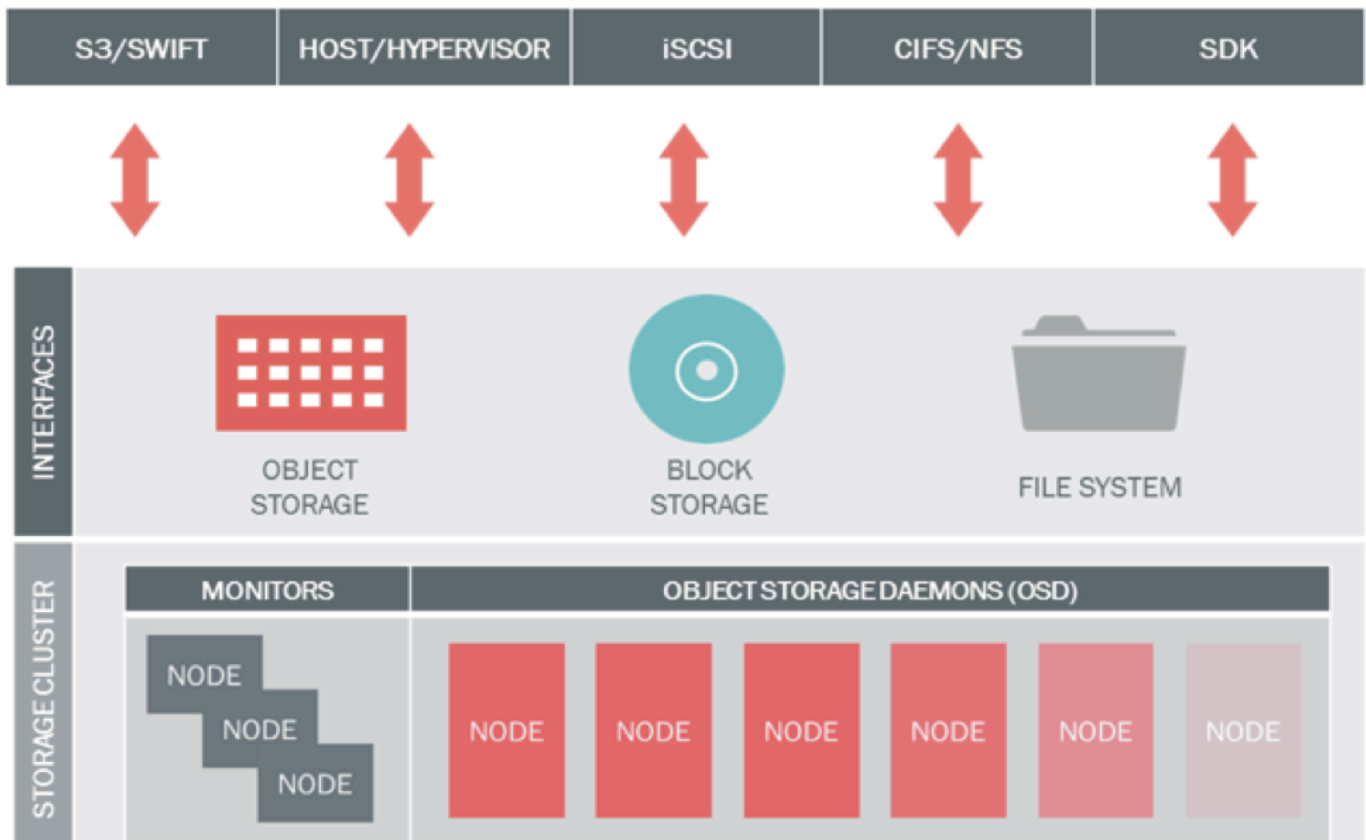 S3/SWIFT
HOST/HYPERVISOR
iSCSI
CIFS/NFS
SDK
INTERFACES
OBJECT
STORAGE
BLOCK
STORAGE
FILE SYSTEM
STORAGE CLUSTER
MONITORS
OBJECT STORAGE DAEMONS (OSD)
NODE
NODE
NODE
NODE
NODE
NODE
NODE
NODE
NODE